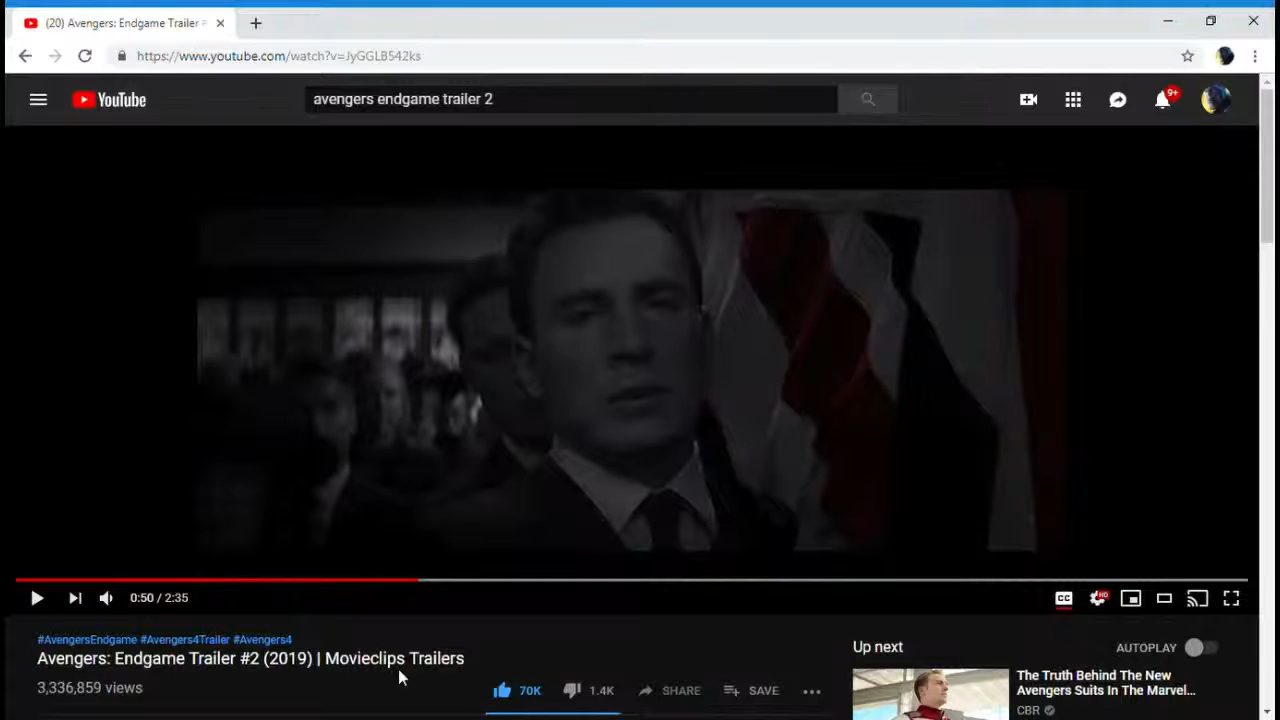 (20) Avengers: Endgame Trailer #
https://www.youtube.com/watch?v=JyGGLB542ks
YouTube
avengers endgame trailer 2
9+
0:50 / 2:35
CC
HD
#AvengersEndgame #Avengers4Trailer #Avengers4
Avengers: Endgame Trailer #2 (2019) | Movieclips Trailers
3,336,859 views
70K
1.4K
SHARE
SAVE
Up next
AUTOPLAY
The Truth Behind The New
Avengers Suits In The Marvel...
CBR